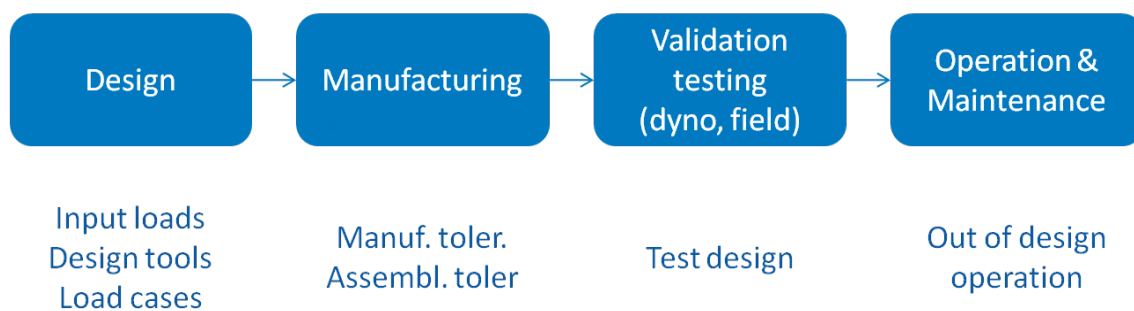 Design
Manufacturing
Validation
testing
(dyno, field)
Operation &
Maintenance
Input loads
Design tools
Load cases
Manuf. toler.
Assembl. toler
Test design
Out of design
operation